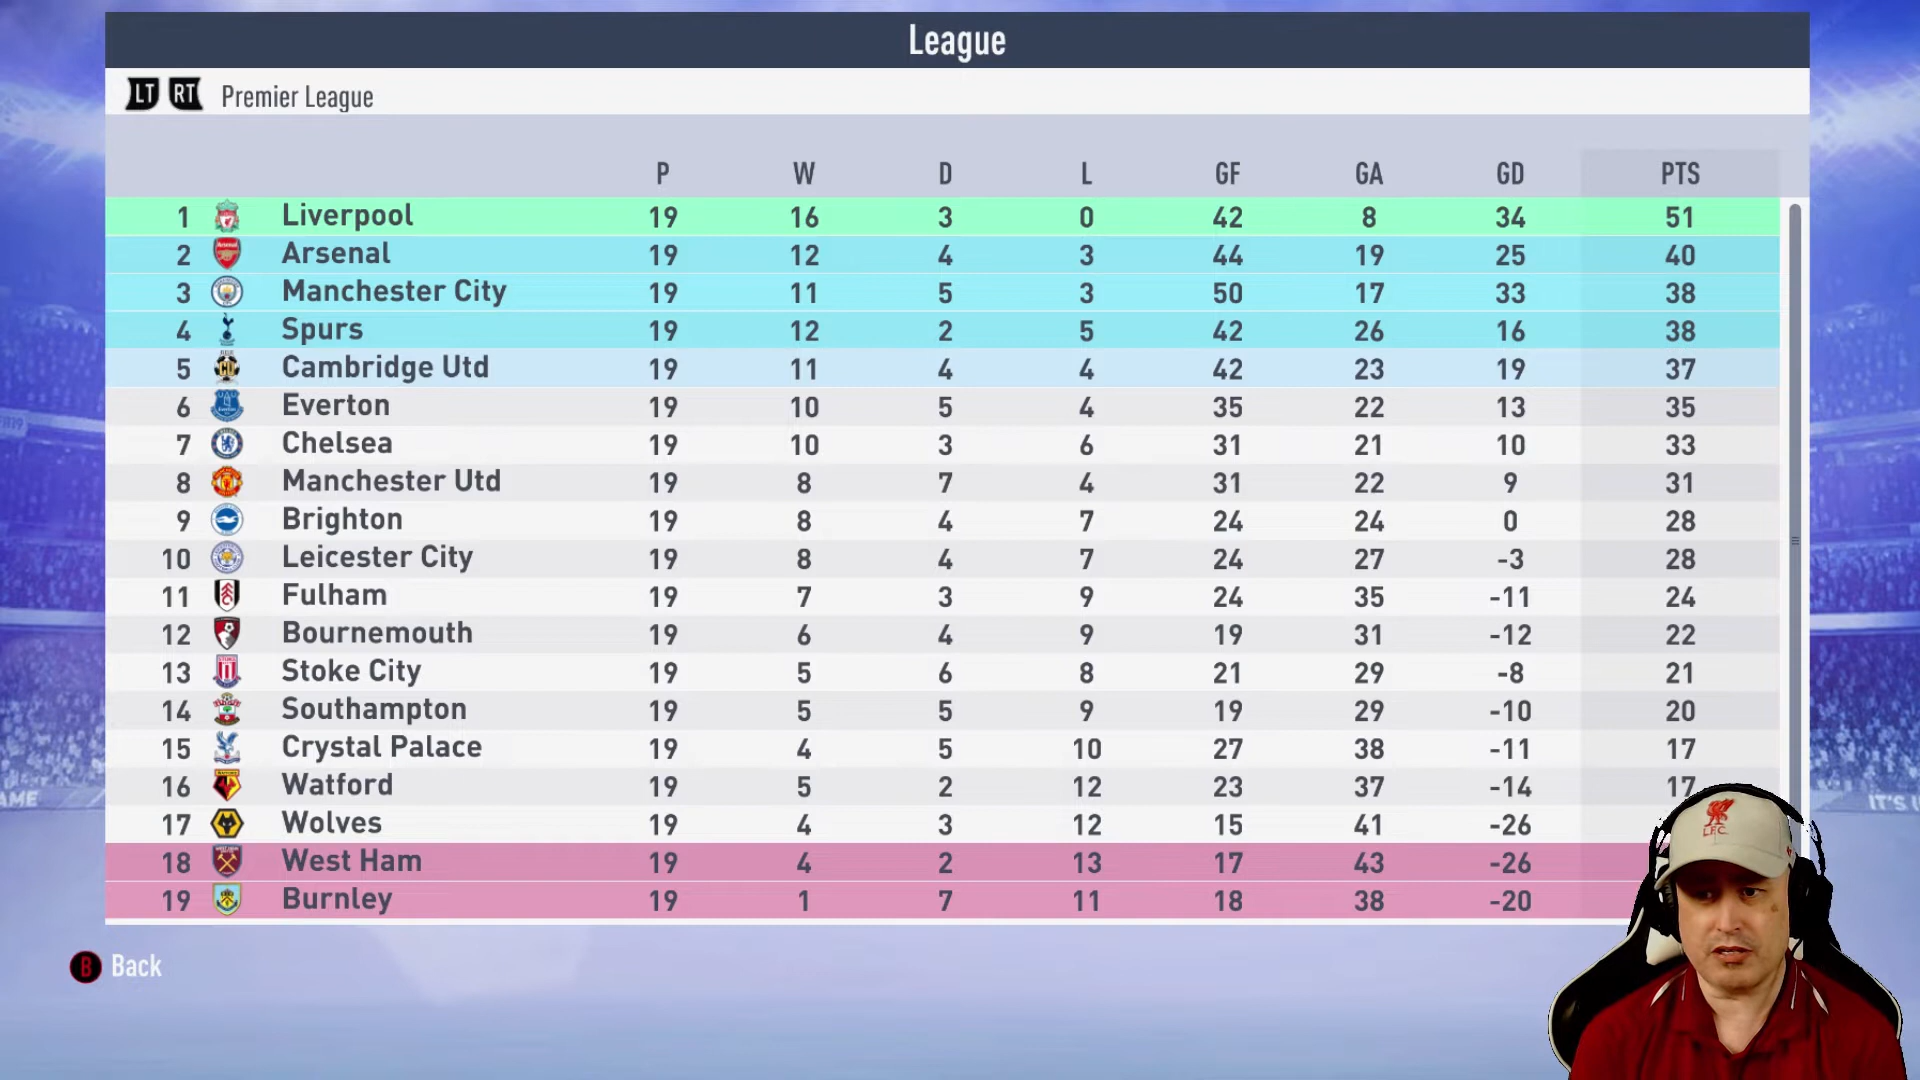 League
LT RT Premier League
P W D L GF GA GD PTS
1 Liverpool 19 16 3 0 42 8 34 51
2 Arsenal 19 12 4 3 44 19 25 40
3 Manchester City 19 11 5 3 50 17 33 38
4 Spurs 19 12 2 5 42 26 16 38
5 Cambridge Utd 19 11 4 4 42 23 19 37
6 Everton 19 10 5 4 35 22 13 35
7 Chelsea 19 10 3 6 31 21 10 33
8 Manchester Utd 19 8 7 4 31 22 9 31
9 Brighton 19 8 4 7 24 24 0 28
10 Leicester City 19 8 4 7 24 27 -3 28
11 Fulham 19 7 3 9 24 35 -11 24
12 Bournemouth 19 6 4 9 19 31 -12 22
13 Stoke City 19 5 6 8 21 29 -8 21
14 Southampton 19 5 5 9 19 29 -10 20
15 Crystal Palace 19 4 5 10 27 38 -11 17
16 Watford 19 5 2 12 23 37 -14 17
17 Wolves 19 4 3 12 15 41 -26
18 West Ham 19 4 2 13 17 43 -26
19 Burnley 19 1 7 11 18 38 -20
B Back
L.F.C.